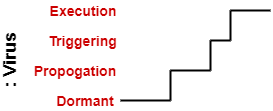 : Virus
Execution
Triggering
Propogation
Dormant